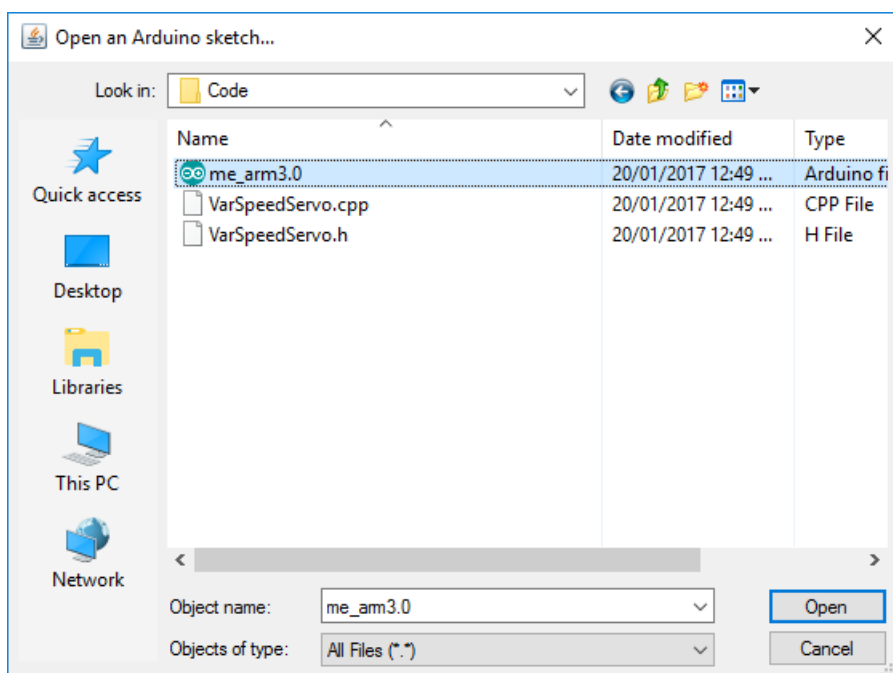 Open an Arduino sketch...
Look in: Code
Name Date modified Type
me_arm3.0 20/01/2017 12:49 ... Arduino fi
VarSpeedServo.cpp 20/01/2017 12:49 ... CPP File
VarSpeedServo.h 20/01/2017 12:49 ... H File
Quick access
Desktop
Libraries
This PC
Network
Object name: me_arm3.0 Open
Objects of type: All Files (*.*) Cancel